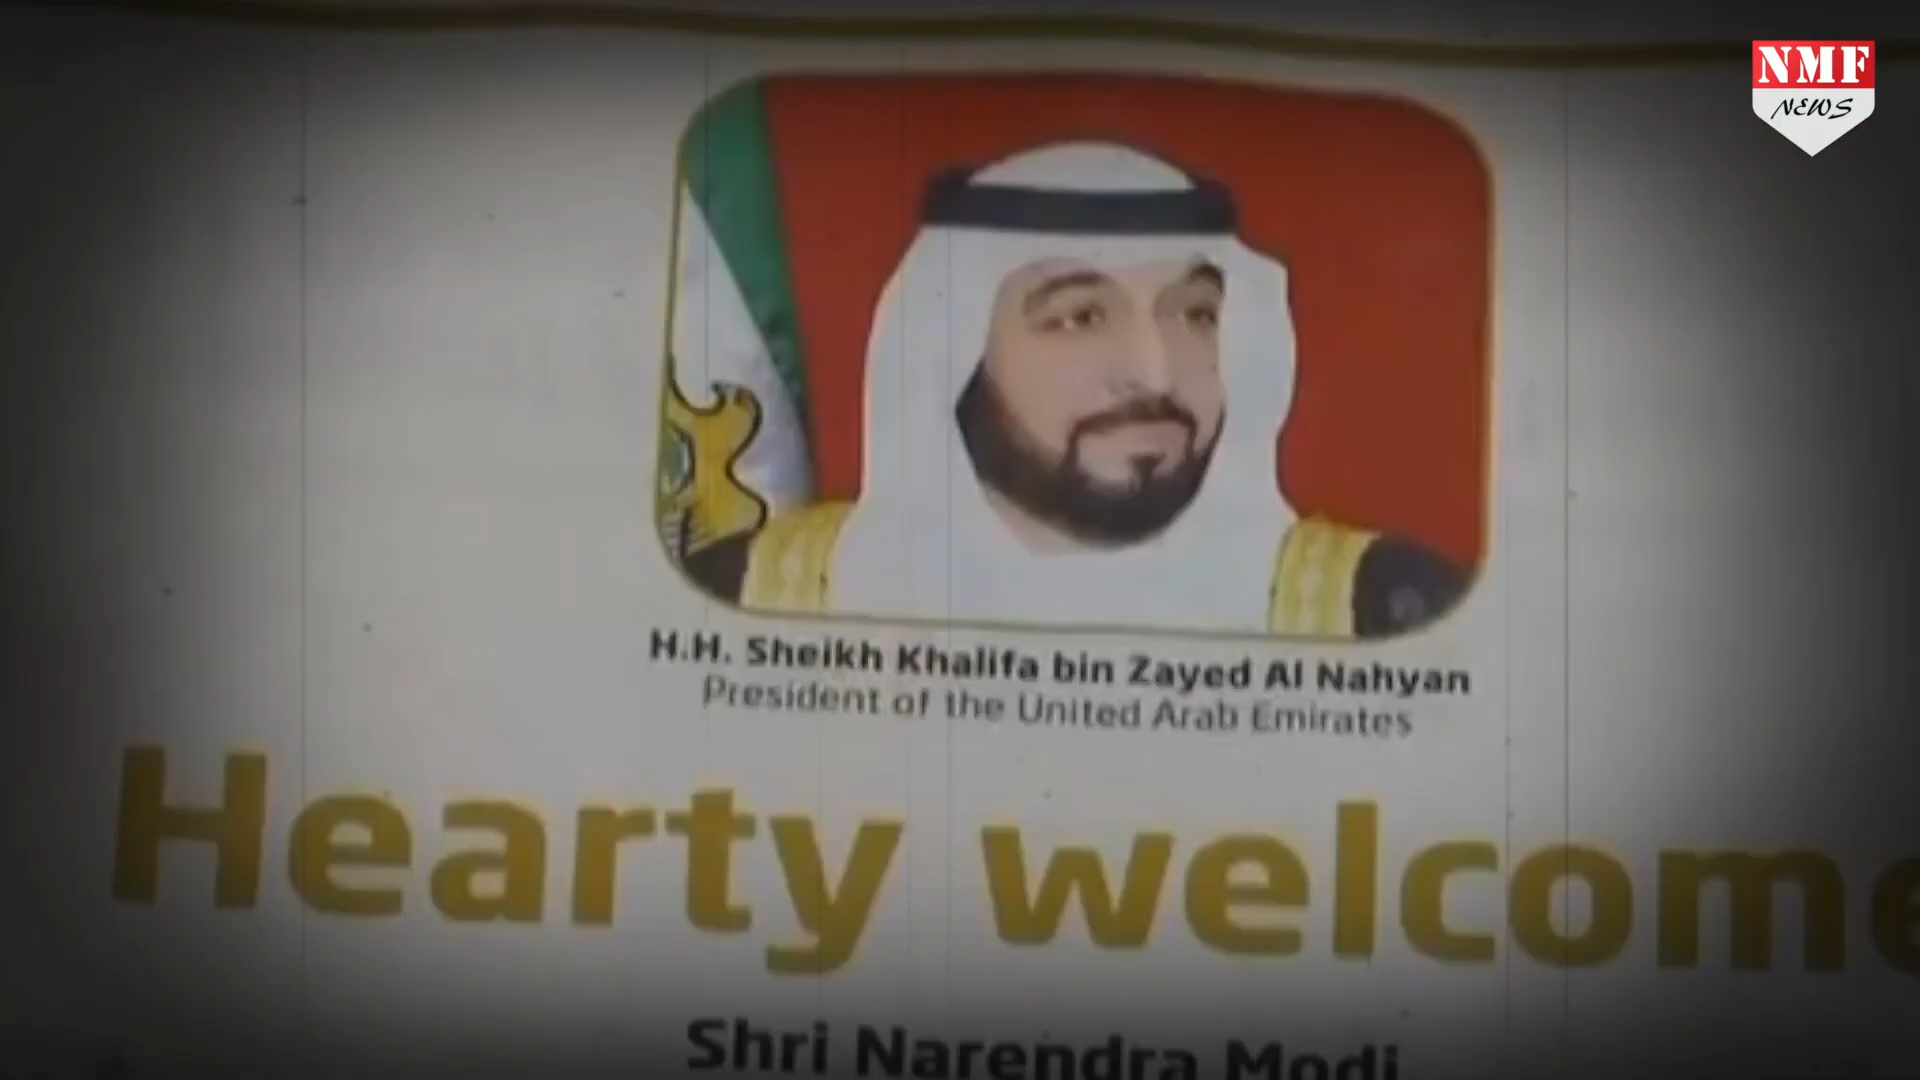 NMF
NEWS
H.H. Sheikh Khalifa bin Zayed Al Nahyan
President of the United Arab Emirates
Hearty welcome
Shri Narendra Modi